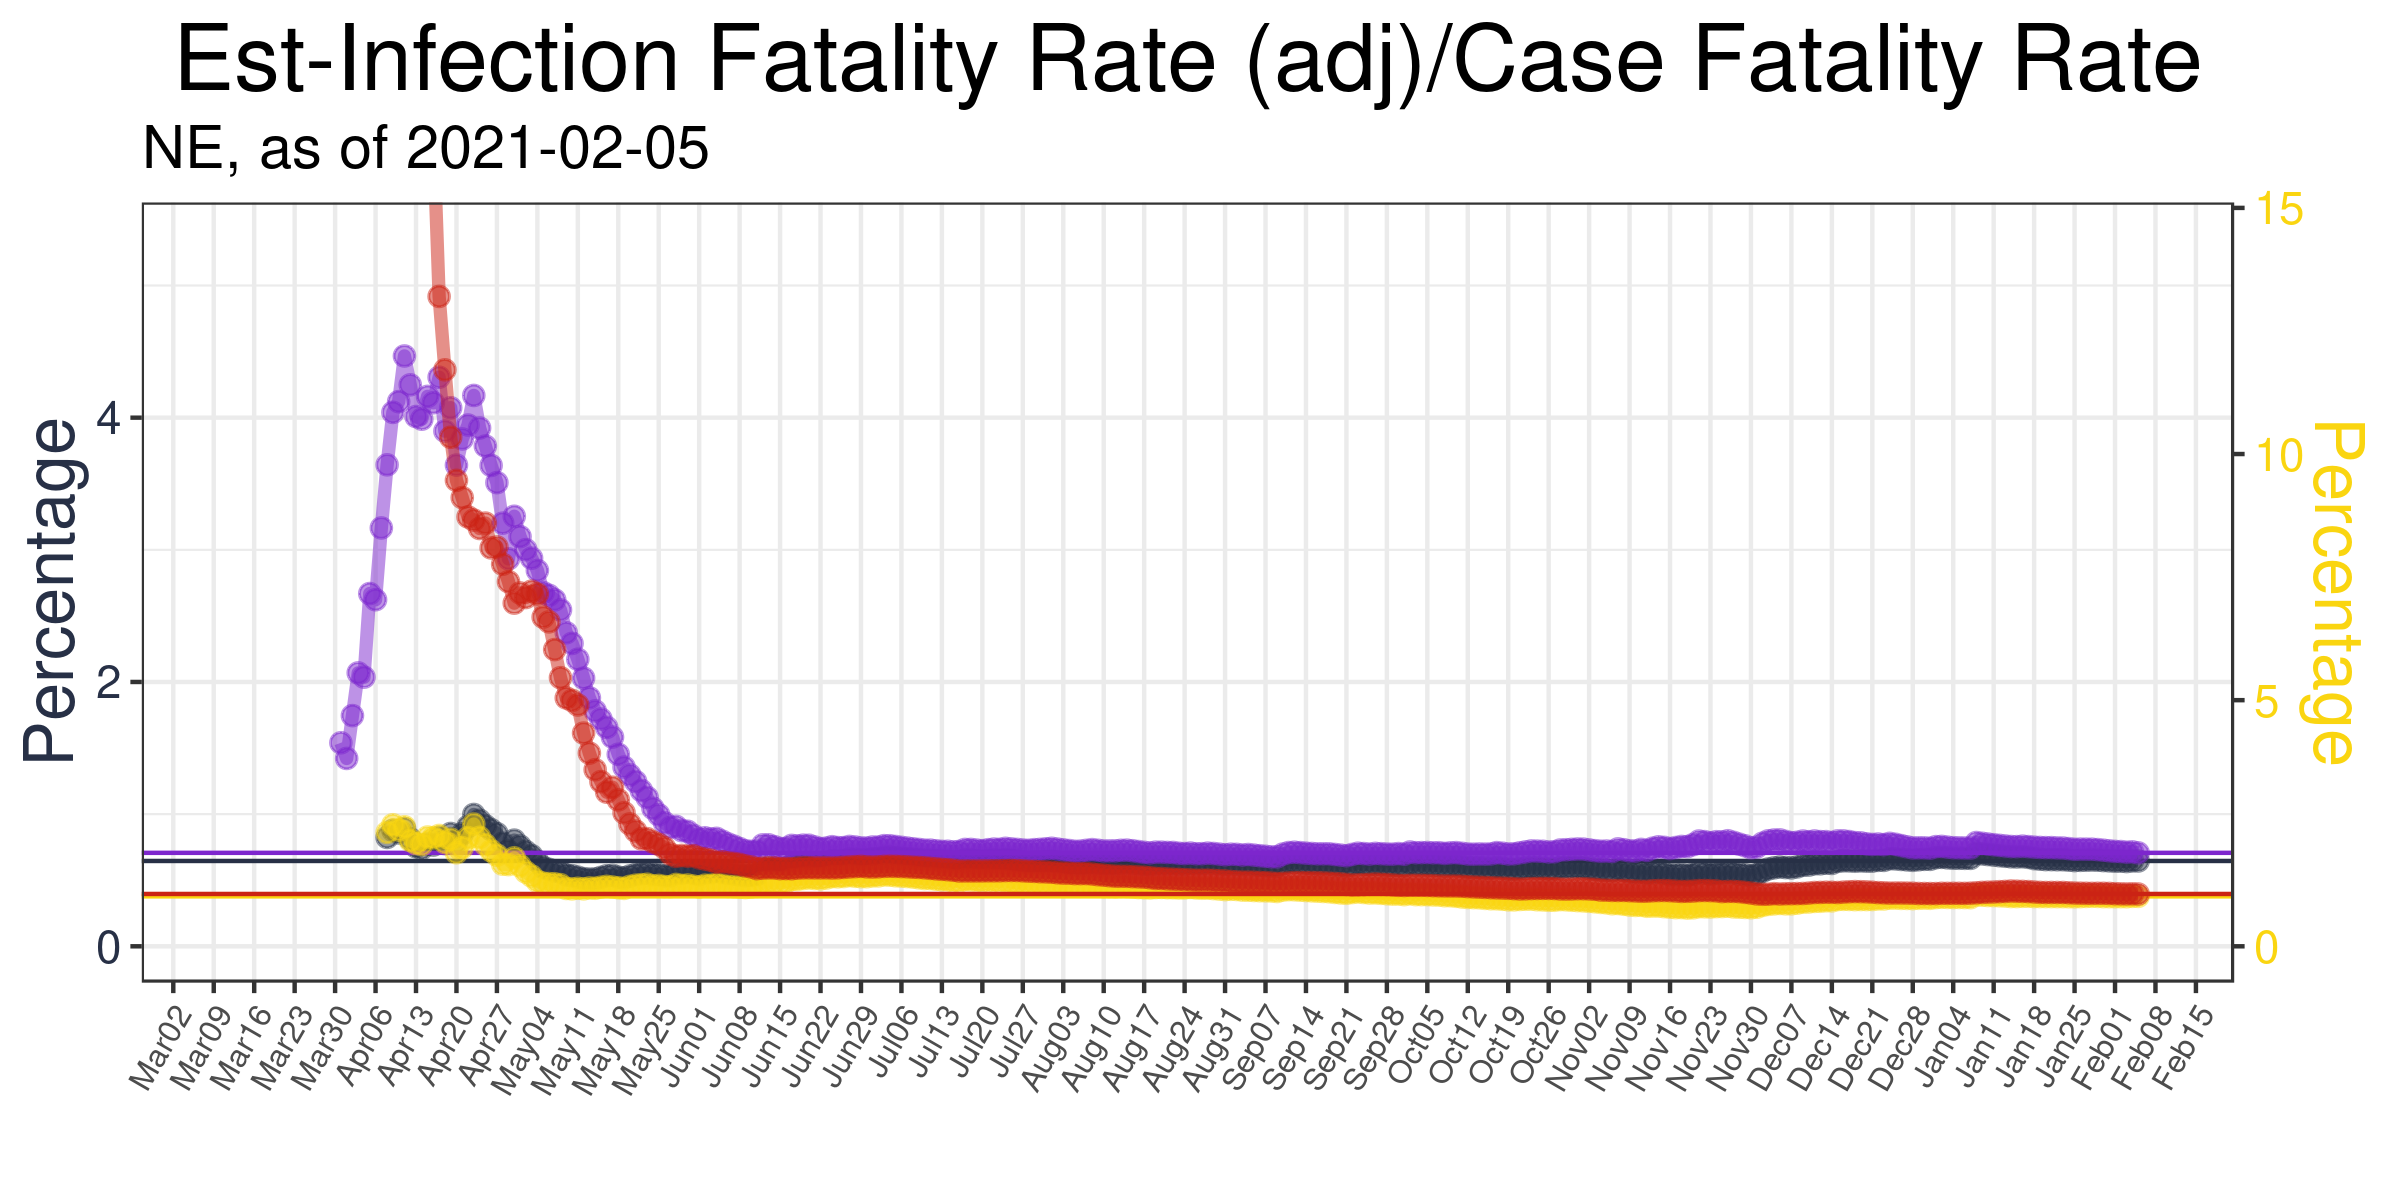 Est-Infection Fatality Rate (adj)/Case Fatality Rate
NE, as of 2021-02-05
Percentage
4
2
0
15
10
5
0
Percentage
Mar02 Mar09 Mar16 Mar23 Mar30 Apr06 Apr13 Apr20 Apr27 May04 May11 May18 May25 Jun01 Jun08 Jun15 Jun22 Jun29 Jul06 Jul13 Jul20 Jul27 Aug03 Aug10 Aug17 Aug24 Aug31 Sep07 Sep14 Sep21 Sep28 Oct05 Oct12 Oct19 Oct26 Nov02 Nov09 Nov16 Nov23 Nov30 Dec07 Dec14 Dec21 Dec28 Jan04 Jan11 Jan18 Jan25 Feb01 Feb08 Feb15